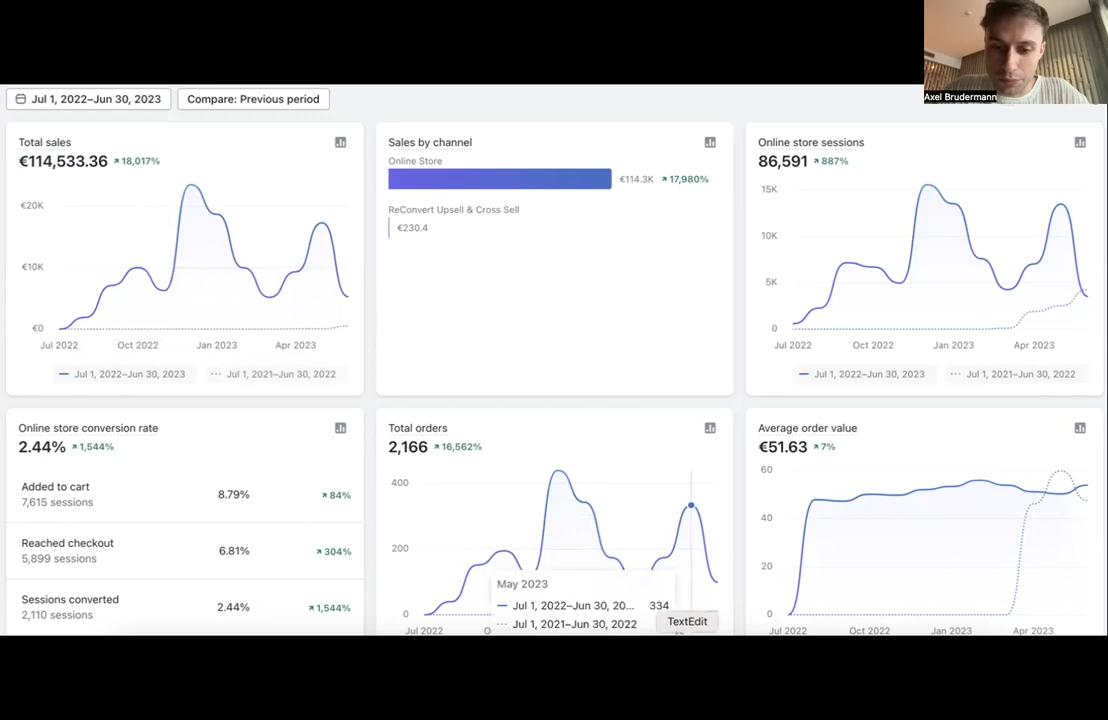 Axel Brudermann
Jul 1, 2022–Jun 30, 2023
Compare: Previous period
Total sales
€114,533.36 ↗ 18,017%
€20K
€10K
€0
Jul 2022 Oct 2022 Jan 2023 Apr 2023
Jul 1, 2022–Jun 30, 2023 Jul 1, 2021–Jun 30, 2022
Sales by channel
Online Store
€114.3K ↗ 17,980%
ReConvert Upsell & Cross Sell
€230.4
Online store sessions
86,591 ↗ 887%
15K
10K
5K
0
Jul 2022 Oct 2022 Jan 2023 Apr 2023
Jul 1, 2022–Jun 30, 2023 Jul 1, 2021–Jun 30, 2022
Online store conversion rate
2.44% ↗ 1,544%
Added to cart
7,615 sessions
8.79% ↗ 84%
Reached checkout
5,899 sessions
6.81% ↗ 304%
Sessions converted
2,110 sessions
2.44% ↗ 1,544%
Total orders
2,166 ↗ 16,562%
400
200
0
Jul 2022
May 2023
Jul 1, 2022–Jun 30, 20... 334
Jul 1, 2021–Jun 30, 2022
TextEdit
Average order value
€51.63 ↗ 7%
60
40
20
0
Jul 2022 Oct 2022 Jan 2023 Apr 2023